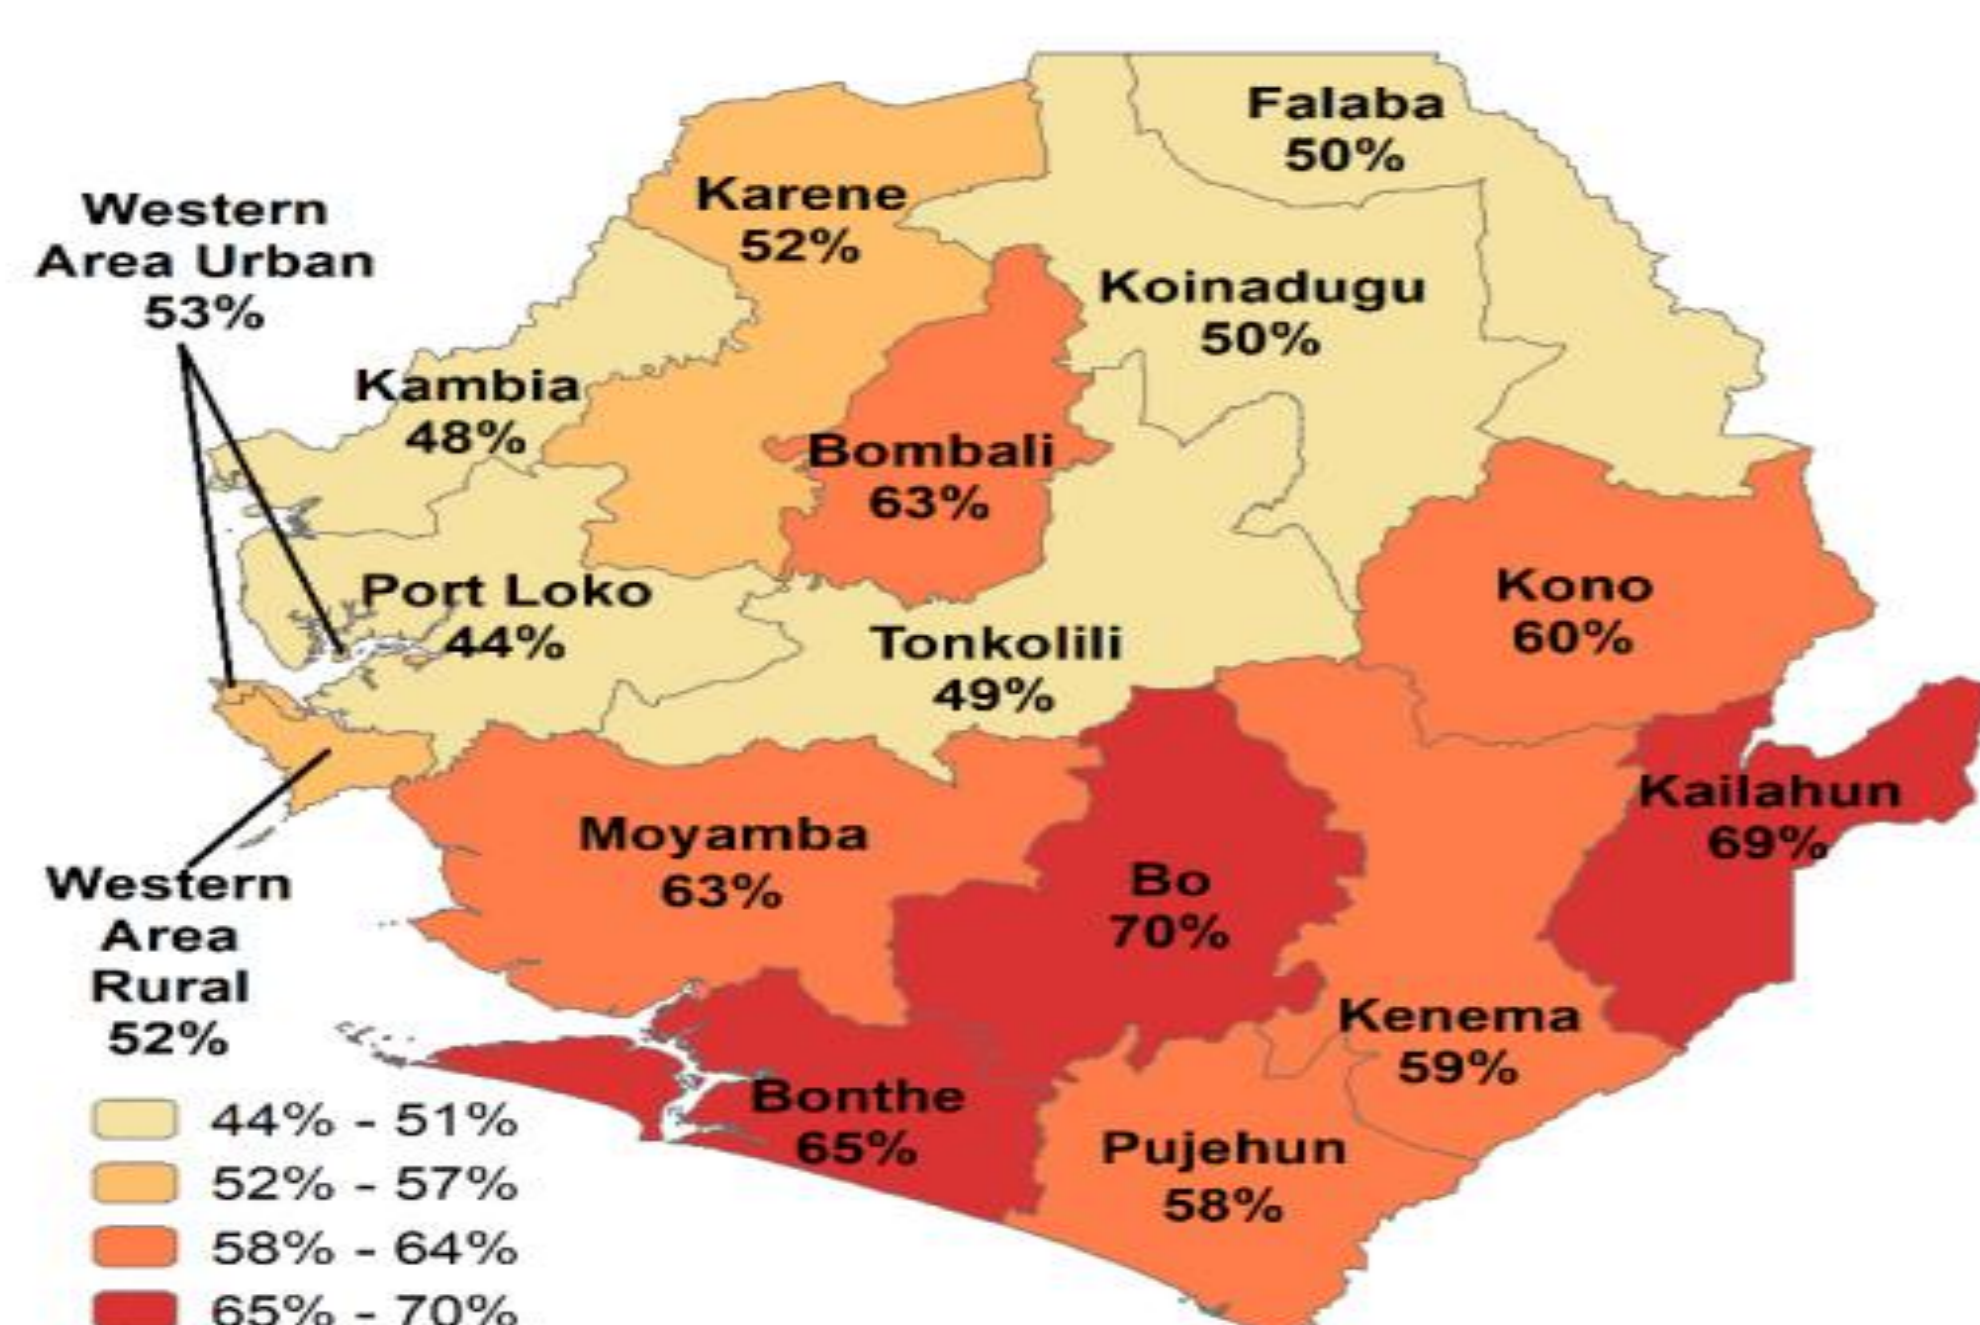 Falaba
50%
Karene
52%
Western
Area Urban
53%
Koinadugu
50%
Kambia
48%
Bombali
63%
Port Loko
44%
Kono
60%
Tonkolili
49%
Kailahun
69%
Moyamba
63%
Bo
70%
Western
Area
Rural
52%
Kenema
59%
Bonthe
65%
Pujehun
58%
44% - 51%
52% - 57%
58% - 64%
65% - 70%